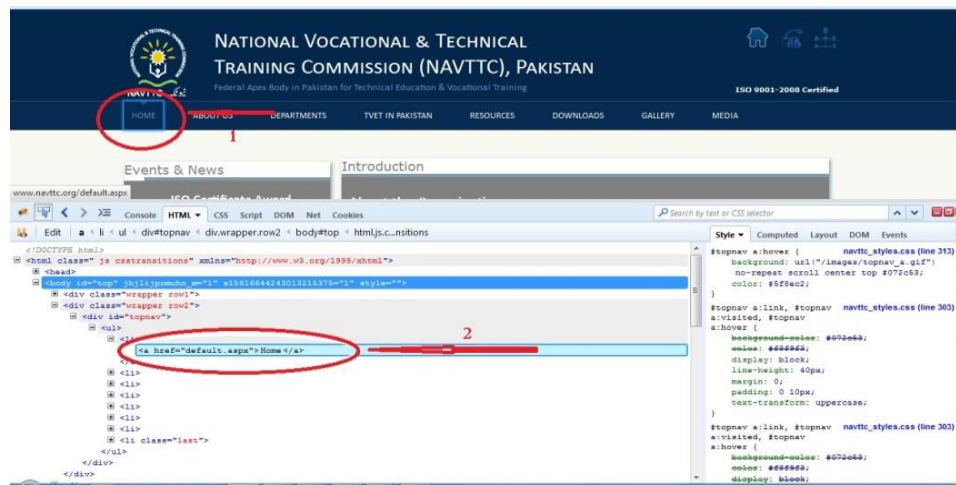 NATIONAL VOCATIONAL & TECHNICAL
TRAINING COMMISSION (NAVTTC), PAKISTAN
Federal Apex Body in Pakistan for Technical Education & Vocational Training
NAVTTC
ISO 9001-2008 Certified
HOME ABOUT US DEPARTMENTS TVET IN PAKISTAN RESOURCES DOWNLOADS GALLERY MEDIA
1
Events & News
Introduction
www.navttc.org/default.aspx
ISO Certificate Award
Console HTML CSS Script DOM Net Cookies
Search by text or CSS selector
Edit a < li < ul < div#topnav < div.wrapper.row2 < body#top < html.js.c...nsitions
Style Computed Layout DOM Events
<!DOCTYPE html>
<html class=" js csstransitions" xmlns="http://www.w3.org/1999/xhtml">
<head>
<div class="wrapper row1">
<div class="wrapper row2">
<div id="topnav">
<ul>
<li>
2
<a href="default.aspx">Home</a>
<li>
<li>
<li>
<li>
<li>
<li>
<li class="last">
</ul>
</div>
</div>
#topnav a:hover { navttc_styles.css (line 313)
background: url("/images/topnav_a.gif")
no-repeat scroll center top #072c53;
color: #5f8ec2;
}
#topnav a:link, #topnav navttc_styles.css (line 303)
a:visited, #topnav
a:hover {
background-color: #072c53;
color: #f8f8f3;
display: block;
line-height: 40px;
margin: 0;
padding: 0 10px;
text-transform: uppercase;
}
#topnav a:link, #topnav navttc_styles.css (line 303)
a:visited, #topnav
a:hover {
background-color: #072c53;
color: #f8f8f3;
display: block;